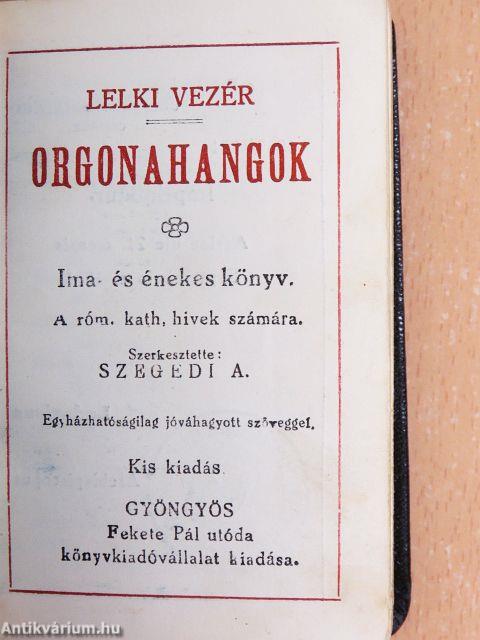 LELKI VEZÉR
ORGONAHANGOK
Ima- és énekes könyv.
A róm. kath, hivek számára.
Szerkesztette:
SZEGEDI A.
Egyházhatóságilag jóváhagyott szöveggel.
Kis kiadás
GYÖNGYÖS
Fekete Pál utóda
könyvkiadóvállalat kiadása.
Antikvárium.hu